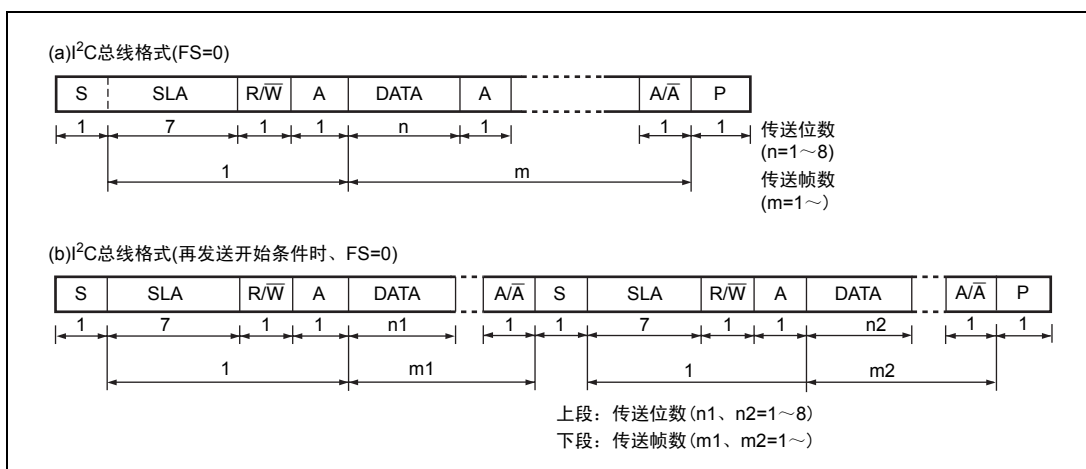 (a)I²C总线格式(FS=0)
S SLA R/W̅ A DATA A A/A̅ P
1 7 1 1 n 1 1 1
传送位数
(n=1～8)
1 m
传送帧数
(m=1～)
(b)I²C总线格式(再发送开始条件时、FS=0)
S SLA R/W̅ A DATA A/A̅ S SLA R/W̅ A DATA A/A̅ P
1 7 1 1 n1 1 1 7 1 1 n2 1 1
1 m1 1 m2
上段：传送位数(n1、n2=1～8)
下段：传送帧数(m1、m2=1～)